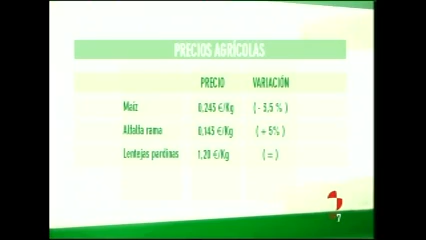 PRECIOS AGRÍCOLAS
PRECIO VARIACIÓN
Maíz 0,245 €/Kg (- 5,5 %)
Alfalfa rama 0,145 €/Kg (+ 5%)
Lentejas pardinas 1,20 €/Kg (=)
7